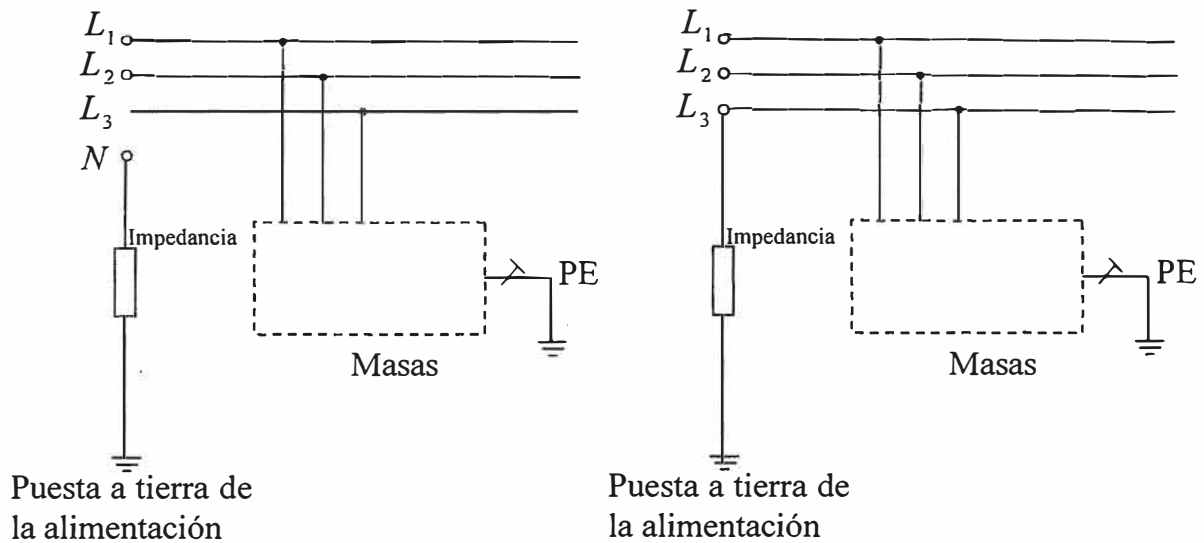 L₁
L₂
L₃
N
Impedancia
PE
Masas
Puesta a tierra de
la alimentación
L₁
L₂
L₃
Impedancia
PE
Masas
Puesta a tierra de
la alimentación